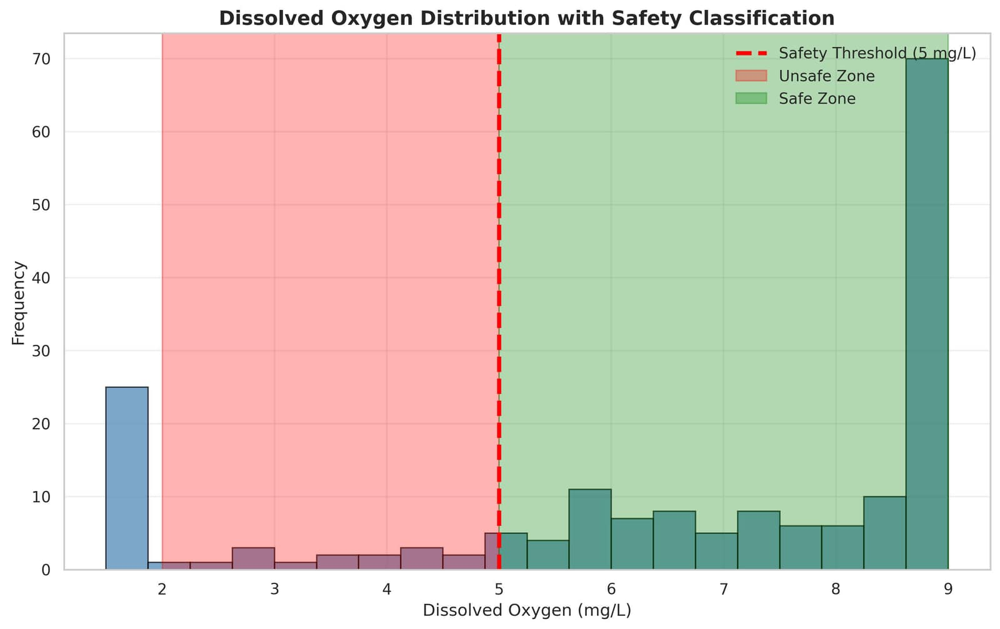 Dissolved Oxygen Distribution with Safety Classification
Safety Threshold (5 mg/L)
Unsafe Zone
Safe Zone
Frequency
70
60
50
40
30
20
10
0
2 3 4 5 6 7 8 9
Dissolved Oxygen (mg/L)